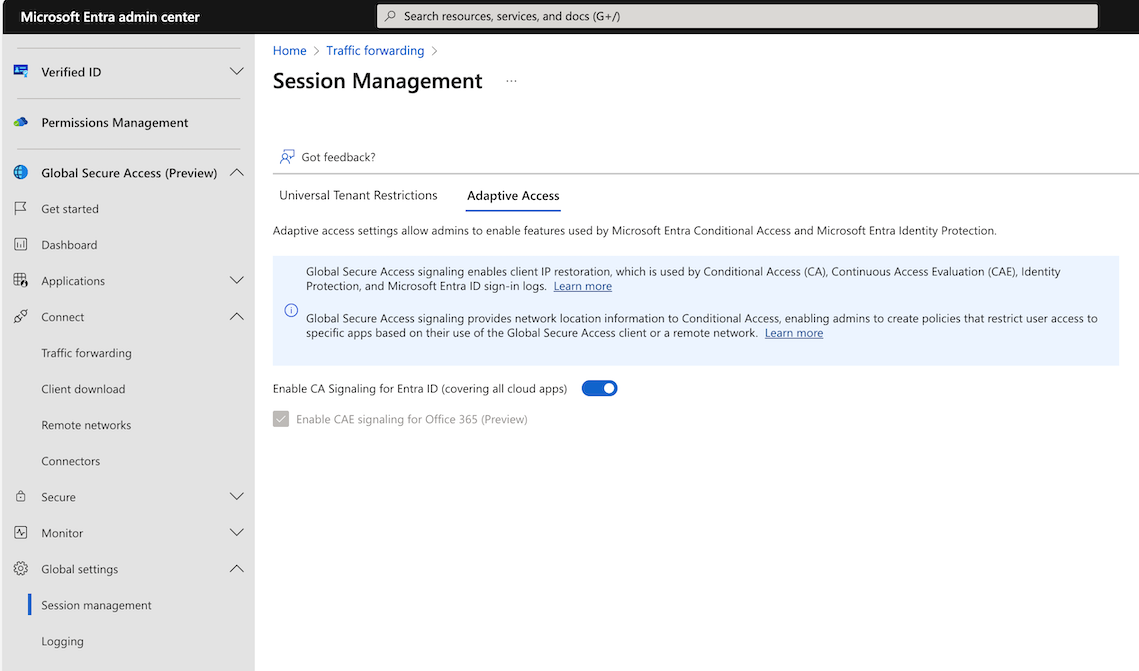 Microsoft Entra admin center
Search resources, services, and docs (G+/)
Verified ID
Permissions Management
Global Secure Access (Preview)
Get started
Dashboard
Applications
Connect
Traffic forwarding
Client download
Remote networks
Connectors
Secure
Monitor
Global settings
Session management
Logging
Home > Traffic forwarding >
Session Management ...
Got feedback?
Universal Tenant Restrictions Adaptive Access
Adaptive access settings allow admins to enable features used by Microsoft Entra Conditional Access and Microsoft Entra Identity Protection.
Global Secure Access signaling enables client IP restoration, which is used by Conditional Access (CA), Continuous Access Evaluation (CAE), Identity
Protection, and Microsoft Entra ID sign-in logs. Learn more
Global Secure Access signaling provides network location information to Conditional Access, enabling admins to create policies that restrict user access to
specific apps based on their use of the Global Secure Access client or a remote network. Learn more
Enable CA Signaling for Entra ID (covering all cloud apps)
Enable CAE signaling for Office 365 (Preview)